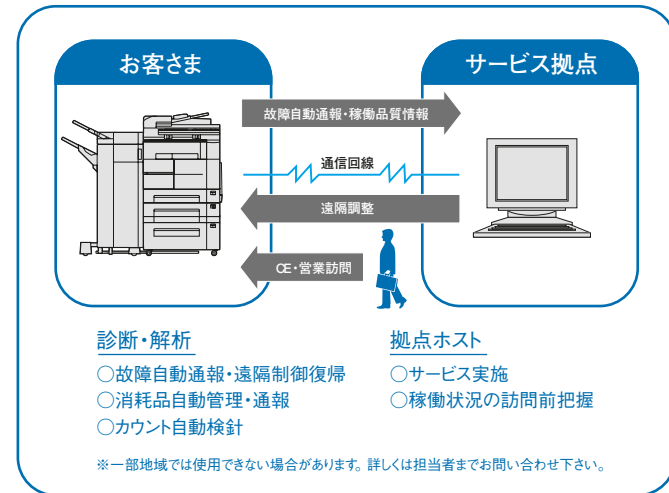 お客さま
サービス拠点
故障自動通報・稼働品質情報
通信回線
遠隔調整
CE・営業訪問
診断・解析
○故障自動通報・遠隔制御復帰
○消耗品自動管理・通報
○カウント自動検針
拠点ホスト
○サービス実施
○稼働状況の訪問前把握
※一部地域では使用できない場合があります。詳しくは担当者までお問い合わせ下さい。